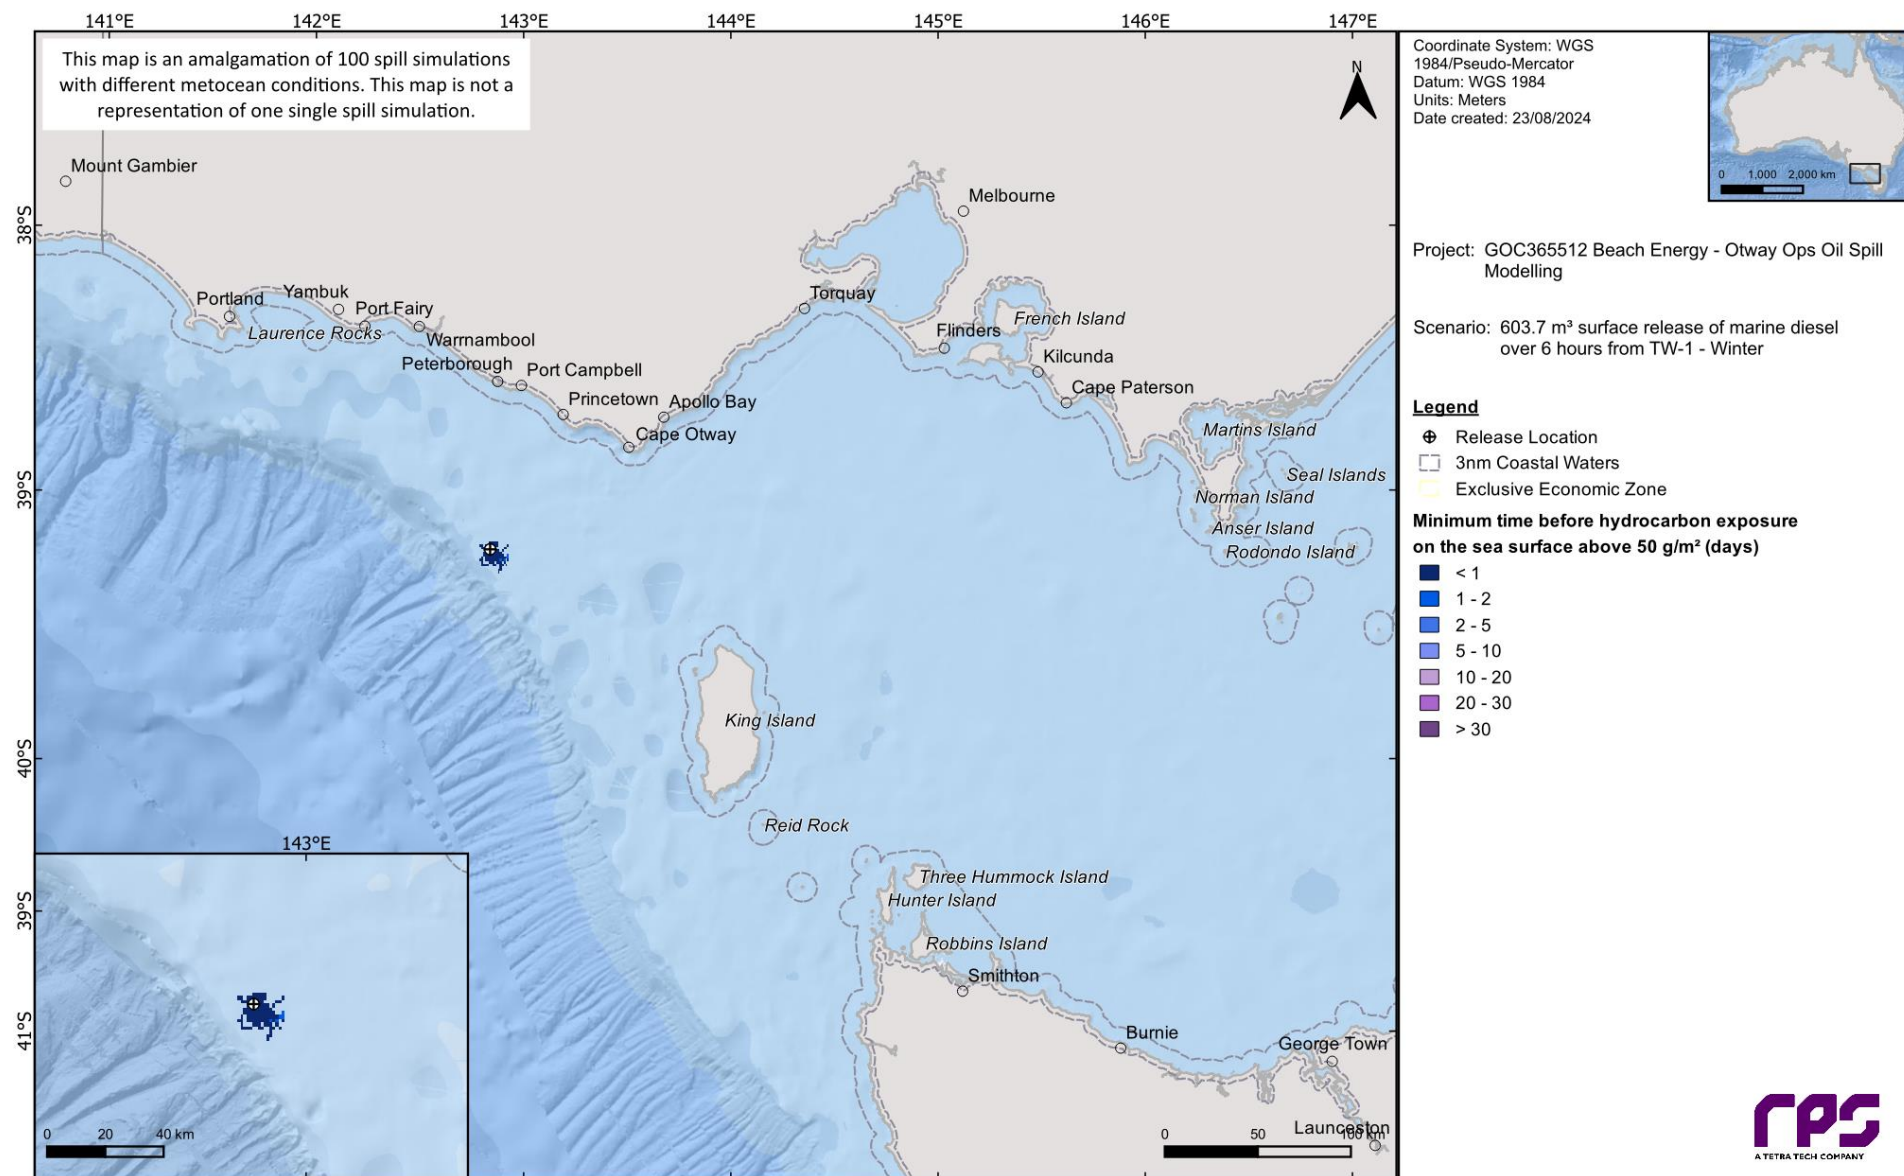 141°E 142°E 143°E 144°E 145°E 146°E 147°E
This map is an amalgamation of 100 spill simulations
with different metocean conditions. This map is not a
representation of one single spill simulation.
N
Mount Gambier
Melbourne
38°S
Portland
Yambuk
Port Fairy
Laurence Rocks
Warrnambool
Peterborough
Port Campbell
Princetown
Apollo Bay
Cape Otway
Torquay
Flinders
French Island
Kilcunda
Cape Paterson
Martins Island
Seal Islands
39°S
Norman Island
Anser Island
Rodondo Island
King Island
40°S
Reid Rock
Three Hummock Island
Hunter Island
Robbins Island
Smithton
41°S
Burnie
George Town
Launceston
0 50 100 km
143°E
39°S
0 20 40 km
Coordinate System: WGS
1984/Pseudo-Mercator
Datum: WGS 1984
Units: Meters
Date created: 23/08/2024
0 1,000 2,000 km
Project: GOC365512 Beach Energy - Otway Ops Oil Spill
Modelling
Scenario: 603.7 m³ surface release of marine diesel
over 6 hours from TW-1 - Winter
Legend
Release Location
3nm Coastal Waters
Exclusive Economic Zone
Minimum time before hydrocarbon exposure
on the sea surface above 50 g/m² (days)
< 1
1 - 2
2 - 5
5 - 10
10 - 20
20 - 30
> 30
rps
A TETRA TECH COMPANY